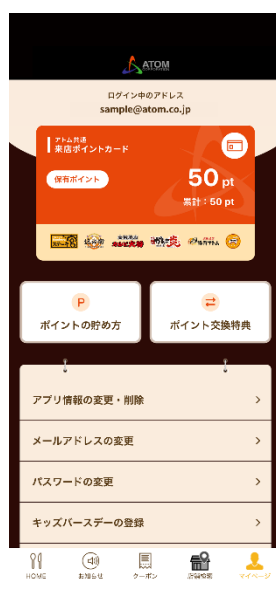 ATOM
ログイン中のアドレス
sample@atom.co.jp
アトム共通
来店ポイントカード
保有ポイント
50 pt
累計：50 pt
P
ポイントの貯め方
ポイント交換特典
アプリ情報の変更・削除
メールアドレスの変更
パスワードの変更
キッズバースデーの登録
HOME
お知らせ
クーポン
店舗検索
マイページ